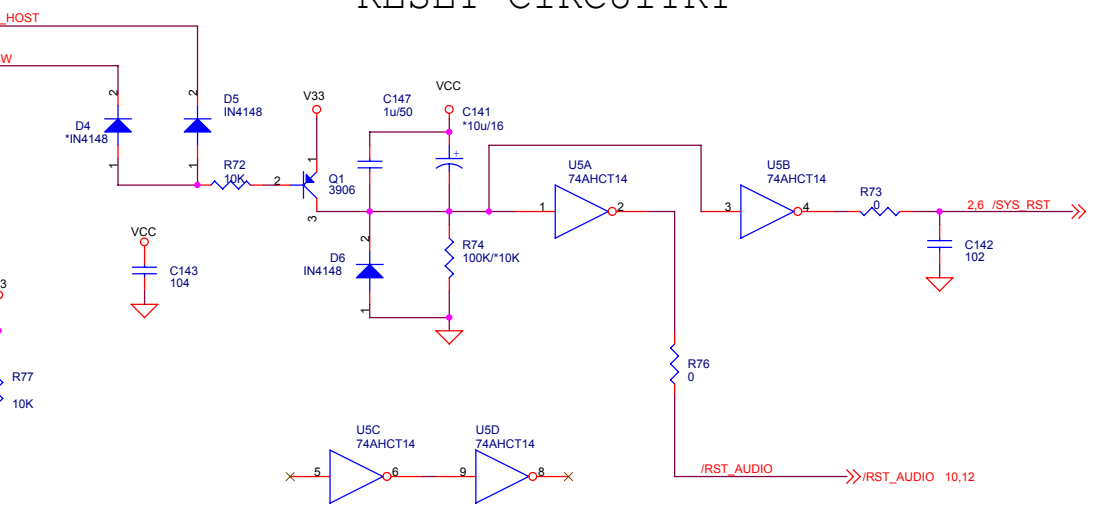 RESET CIRCUITRY
_HOST
W
2
D4
*IN4148
1
2
D5
IN4148
1
R72
10K
2
V33
1
Q1
3906
3
C147
1u/50
VCC
C141
*10u/16
+
2
D6
IN4148
1
R74
100K/*10K
U5A
74AHCT14
1
2
U5B
74AHCT14
3
4
R73
0
2,6 /SYS_RST
C142
102
VCC
C143
104
3
R77
10K
R76
0
U5C
74AHCT14
5
6
U5D
74AHCT14
9
8
/RST_AUDIO
/RST_AUDIO 10,12